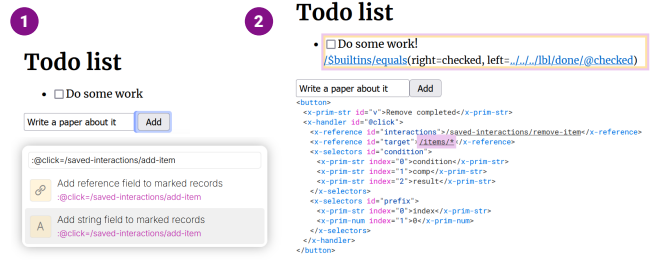 1
Todo list
Do some work
Write a paper about it
Add
:@click=/saved-interactions/add-item
Add reference field to marked records
:@click=/saved-interactions/add-item
A
Add string field to marked records
:@click=/saved-interactions/add-item
2
Todo list
Do some work!
/$builtins/equals(right=checked, left=../../../lbl/done/@checked)
Write a paper about it
Add
<button>
<x-prim-str id="v">Remove completed</x-prim-str>
<x-handler id="@click">
<x-reference id="interactions">/saved-interactions/remove-item</x-reference>
<x-reference id="target">/items/*</x-reference>
<x-selectors id="condition">
<x-prim-str index="0">condition</x-prim-str>
<x-prim-str index="1">comp</x-prim-str>
<x-prim-str index="2">result</x-prim-str>
</x-selectors>
<x-selectors id="prefix">
<x-prim-str index="0">index</x-prim-str>
<x-prim-num index="1">0</x-prim-num>
</x-selectors>
</x-handler>
</button>